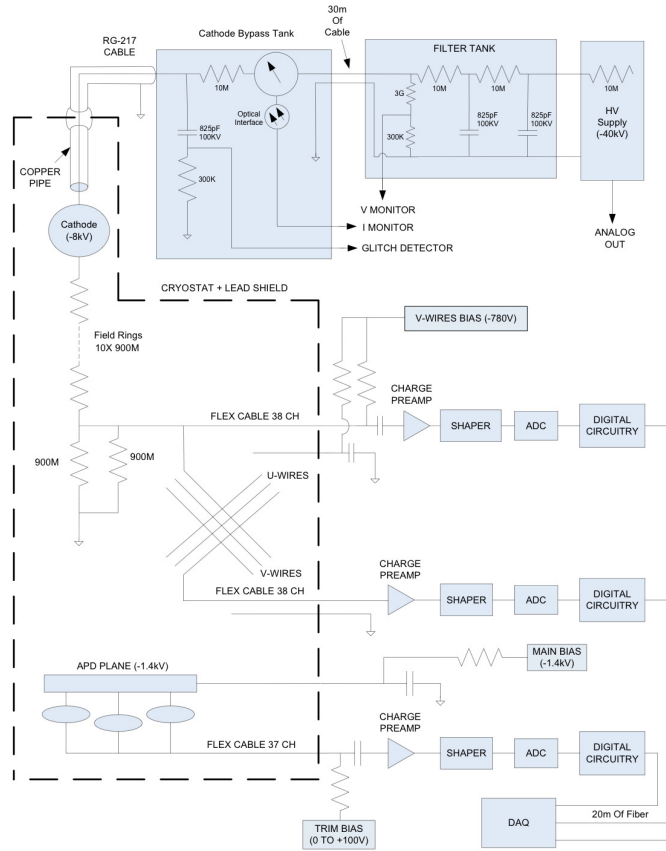 30m
Of
Cable
RG-217
CABLE
Cathode Bypass Tank
FILTER TANK
10M
Optical
Interface
825pF
100KV
300K
3G
300K
10M
10M
825pF
100KV
825pF
100KV
10M
HV
Supply
(-40kV)
COPPER
PIPE
Cathode
(-8kV)
V MONITOR
I MONITOR
GLITCH DETECTOR
ANALOG
OUT
CRYOSTAT + LEAD SHIELD
Field Rings
10X 900M
V-WIRES BIAS (-780V)
FLEX CABLE 38 CH
CHARGE
PREAMP
SHAPER
ADC
DIGITAL
CIRCUITRY
900M
900M
U-WIRES
V-WIRES
FLEX CABLE 38 CH
CHARGE
PREAMP
SHAPER
ADC
DIGITAL
CIRCUITRY
APD PLANE (-1.4kV)
MAIN BIAS
(-1.4kV)
FLEX CABLE 37 CH
CHARGE
PREAMP
SHAPER
ADC
DIGITAL
CIRCUITRY
TRIM BIAS
(0 TO +100V)
DAQ
20m Of Fiber